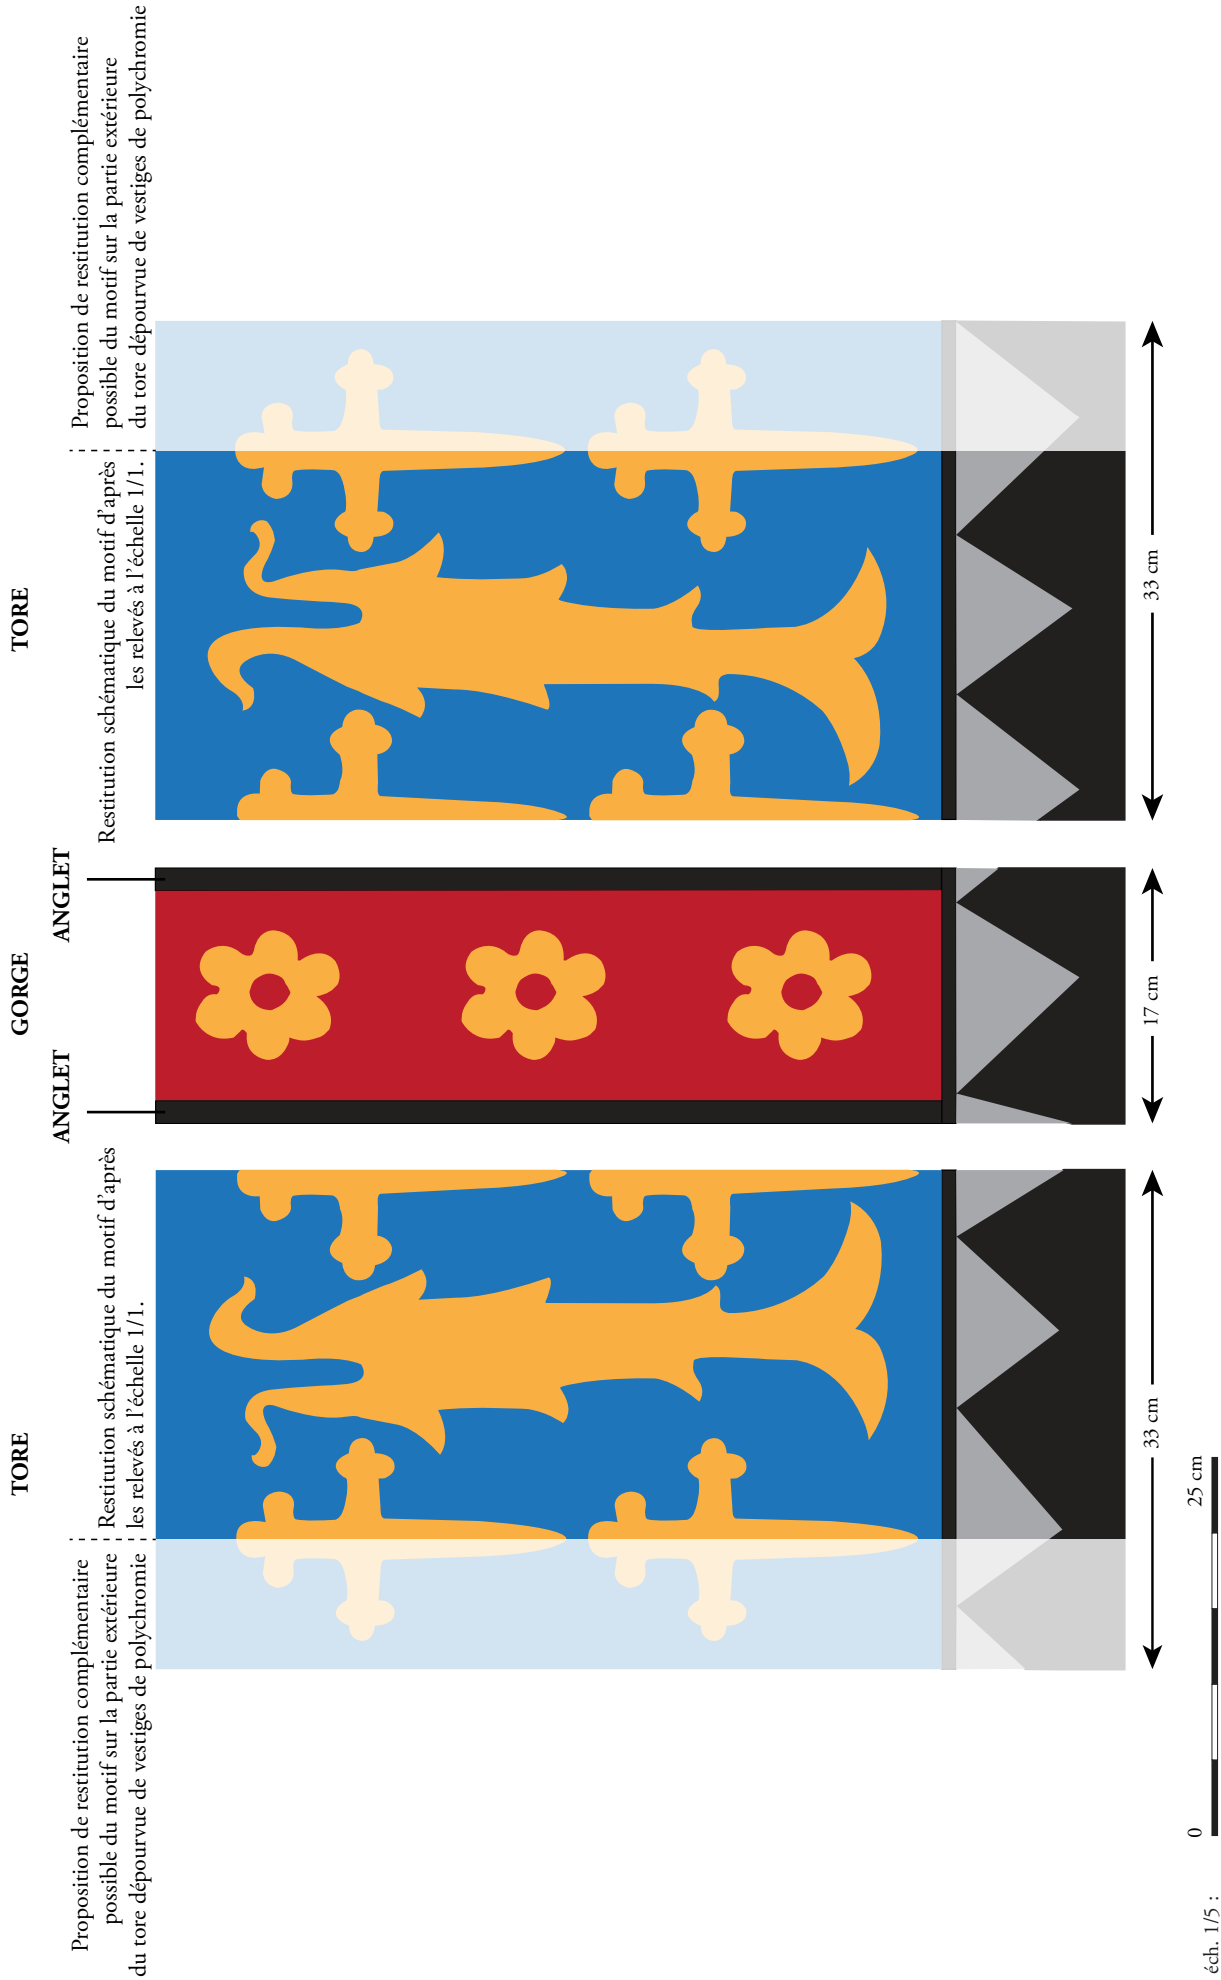 TORE
GORGE
TORE
ANGLET
ANGLET
Proposition de restitution complémentaire
possible du motif sur la partie extérieure
du tore dépourvue de vestiges de polychromie
Restitution schématique du motif d'après
les relevés à l'échelle 1/1.
Restitution schématique du motif d'après
les relevés à l'échelle 1/1.
Proposition de restitution complémentaire
possible du motif sur la partie extérieure
du tore dépourvue de vestiges de polychromie
33 cm
17 cm
33 cm
éch. 1/5 :
0
25 cm